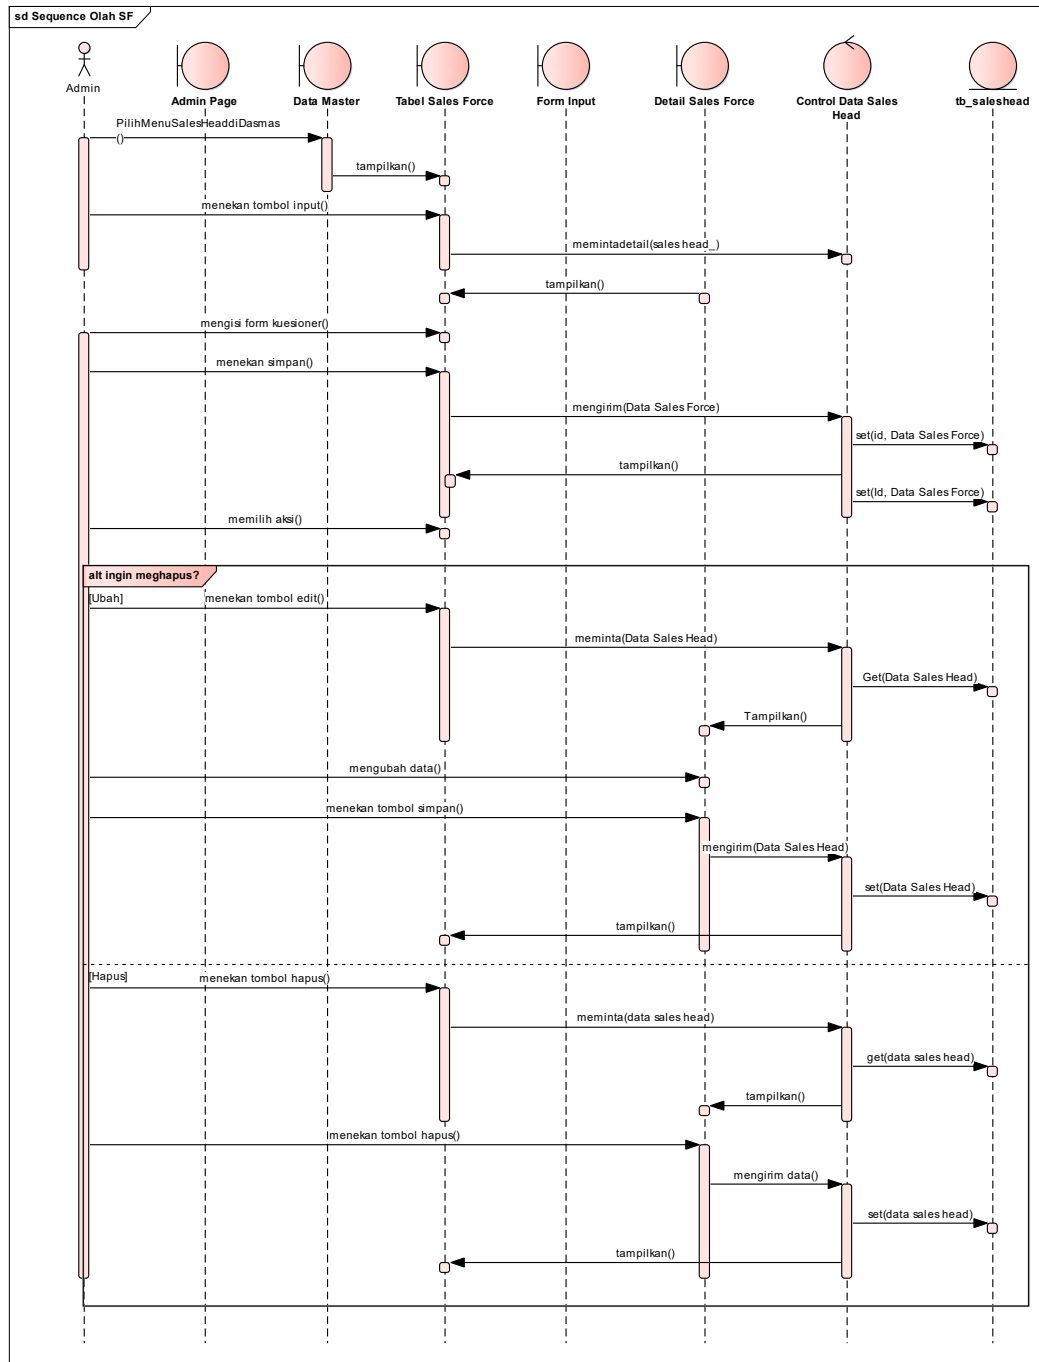 sd Sequence Olah SF
Admin
Admin Page
Data Master
Tabel Sales Force
Form Input
Detail Sales Force
Control Data Sales
Head
tb_saleshead
PilihMenuSalesHeaddiDasmas
()
tampilkan()
menekan tombol input()
memintadetail(sales head_)
tampilkan()
mengisi form kuesioner()
menekan simpan()
mengirim(Data Sales Force)
set(id, Data Sales Force)
tampilkan()
set(Id, Data Sales Force)
memilih aksi()
alt ingin meghapus?
[Ubah]
menekan tombol edit()
meminta(Data Sales Head)
Get(Data Sales Head)
Tampilkan()
mengubah data()
menekan tombol simpan()
mengirim(Data Sales Head)
set(Data Sales Head)
tampilkan()
[Hapus]
menekan tombol hapus()
meminta(data sales head)
get(data sales head)
tampilkan()
menekan tombol hapus()
mengirim data()
set(data sales head)
tampilkan()